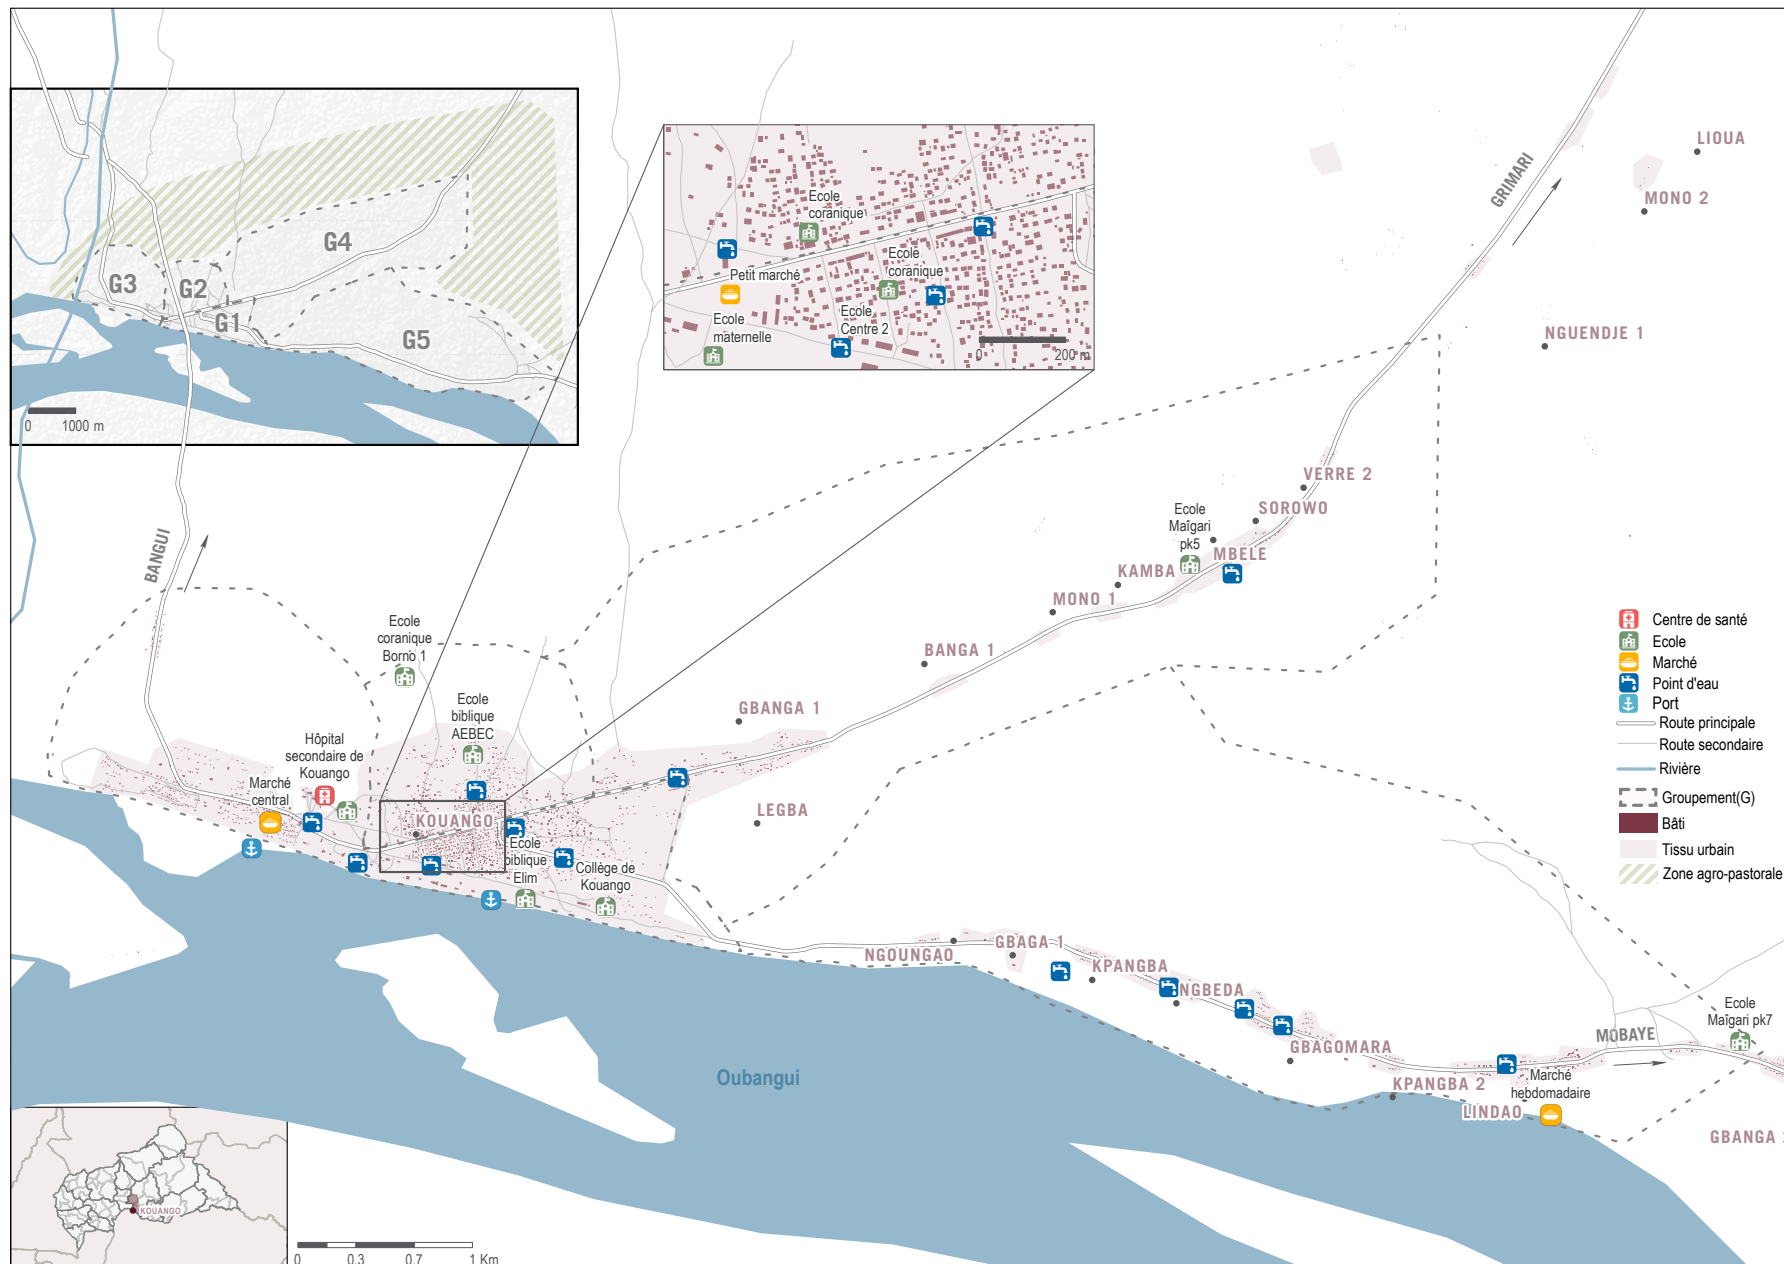 G3
G2
G1
G4
G5
0
1000 m
Ecole
coranique
Petit marché
Ecole
coranique
Ecole
maternelle
Ecole
Centre 2
0
200 m
GRIMARI
LIOUA
MONO 2
NGUENDJE 1
VERRE 2
SOROWO
Ecole
Maîgari
pk5
MBELE
KAMBA
MONO 1
BANGA 1
GBANGA 1
LEGBA
BANGUI
Ecole
coranique
Borno 1
Ecole
biblique
AEBEC
Hôpital
secondaire de
Kouango
Marché
central
KOUANGO
Ecole
biblique
Elim
Collège de
Kouango
NGOUNGAO
GBAGA 1
KPANGBA
NGBEDA
GBAGOMARA
KPANGBA 2
LINDAO
Marché
hebdomadaire
MOBAYE
Ecole
Maîgari pk7
GBANGA
Oubangui
Centre de santé
Ecole
Marché
Point d'eau
Port
Route principale
Route secondaire
Rivière
Groupement(G)
Bâti
Tissu urbain
Zone agro-pastorale
KOUANGO
0
0.3
0.7
1 Km